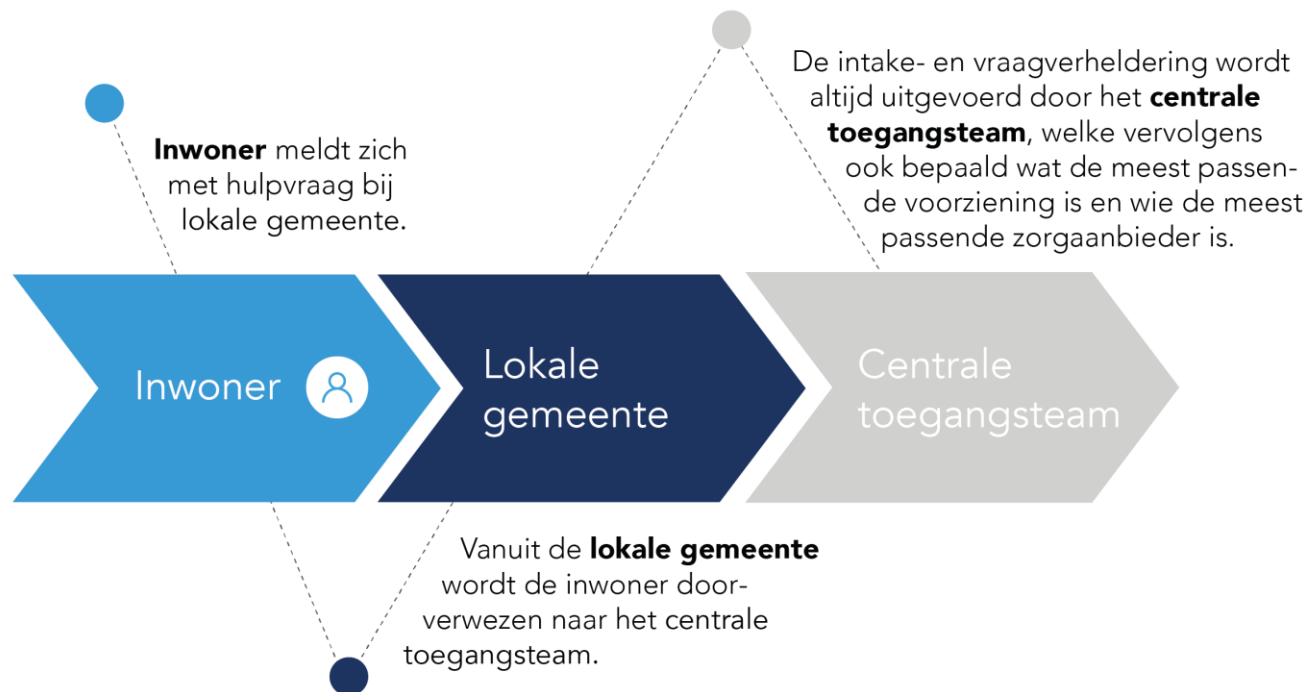 Inwoner meldt zich
met hulpvraag bij
lokale gemeente.
De intake- en vraagverheldering wordt
altijd uitgevoerd door het centrale
toegangsteam, welke vervolgens
ook bepaald wat de meest passen-
de voorziening is en wie de meest
passende zorgaanbieder is.
Inwoner
Lokale
gemeente
Centrale
toegangsteam
Vanuit de lokale gemeente
wordt de inwoner door-
verwezen naar het centrale
toegangsteam.